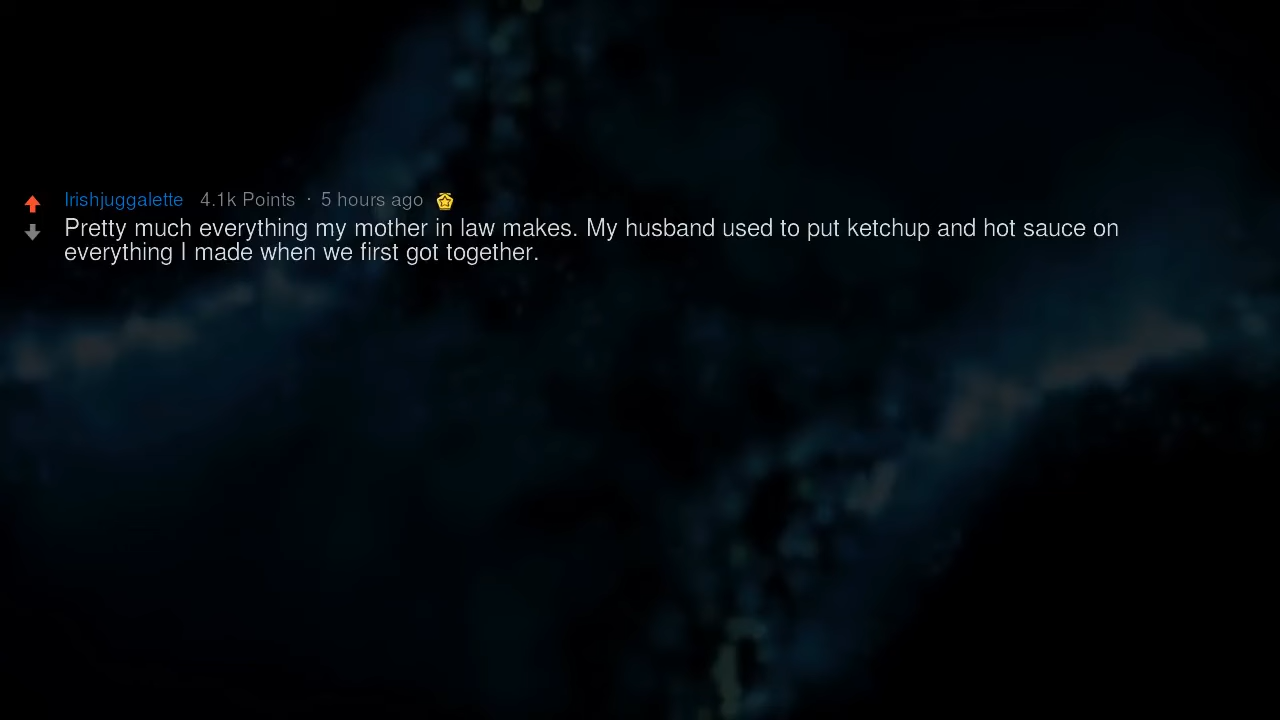 Irishjuggalette 4.1k Points · 5 hours ago
Pretty much everything my mother in law makes. My husband used to put ketchup and hot sauce on
everything I made when we first got together.